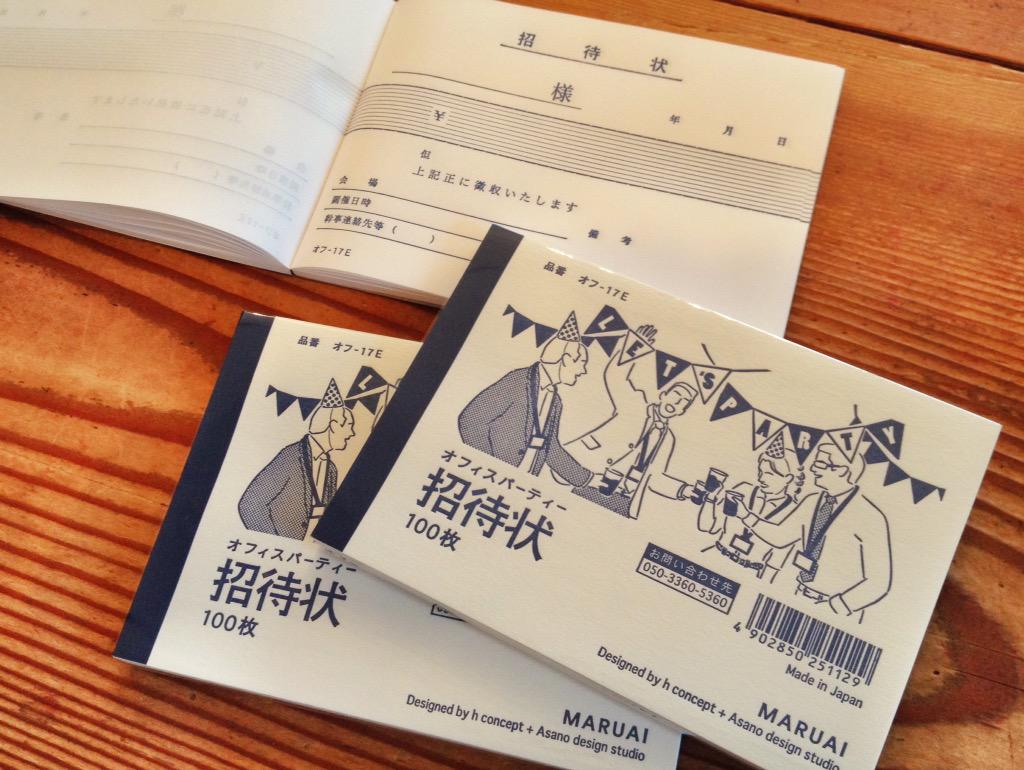 招待状
様
年 月 日
¥
但
上記正に徴収いたします
会場
開催日時
幹事連絡先等 ( )
備考
オフ-17E
品番 オフ-17E
LET'S PARTY
オフィスパーティー
招待状
100枚
お問い合わせ先
050-3360-5360
4 902850 251129
Made in Japan
MARUAI
Designed by h concept + Asano design studio
品番 オフ-17E
L
オフィスパーティー
招待状
100枚
MARUAI
Designed by h concept + Asano design studio